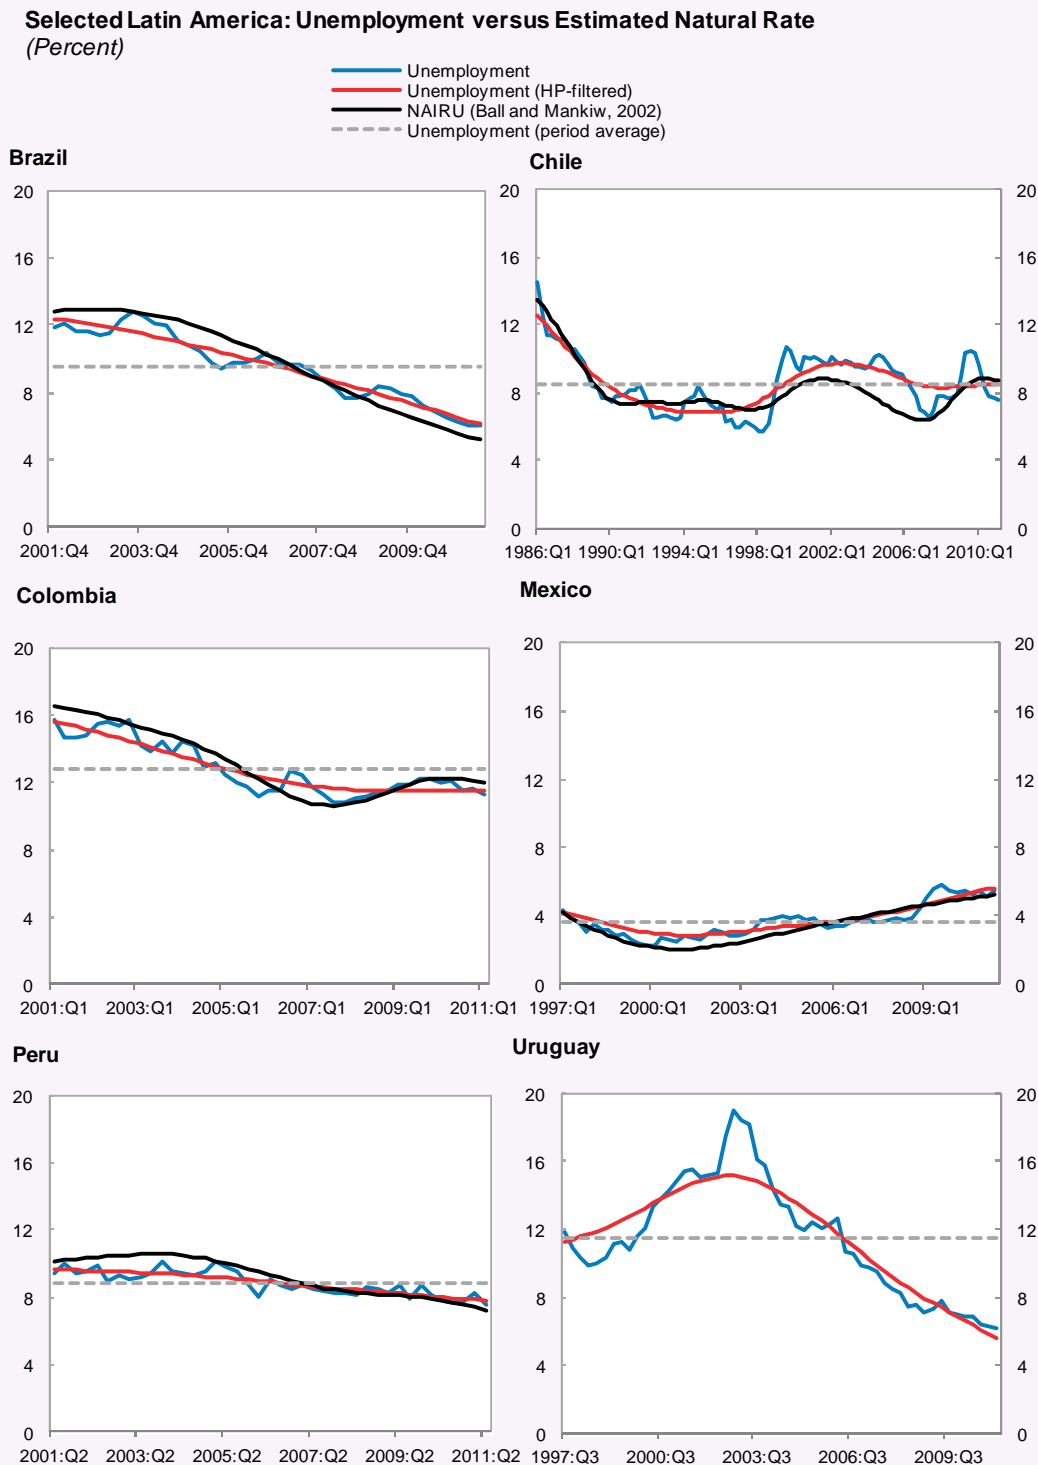 Selected Latin America: Unemployment versus Estimated Natural Rate
(Percent)
Unemployment
Unemployment (HP-filtered)
NAIRU (Ball and Mankiw, 2002)
Unemployment (period average)
Brazil
20
16
12
8
4
0
2001:Q4 2003:Q4 2005:Q4 2007:Q4 2009:Q4
Chile
20 20
16 16
12 12
8 8
4 4
0 0
1986:Q1 1990:Q1 1994:Q1 1998:Q1 2002:Q1 2006:Q1 2010:Q1
Colombia
20
16
12
8
4
0
2001:Q1 2003:Q1 2005:Q1 2007:Q1 2009:Q1 2011:Q1
Mexico
20 20
16 16
12 12
8 8
4 4
0 0
1997:Q1 2000:Q1 2003:Q1 2006:Q1 2009:Q1
Peru
20
16
12
8
4
0
2001:Q2 2003:Q2 2005:Q2 2007:Q2 2009:Q2 2011:Q2
Uruguay
20 20
16 16
12 12
8 8
4 4
0 0
1997:Q3 2000:Q3 2003:Q3 2006:Q3 2009:Q3